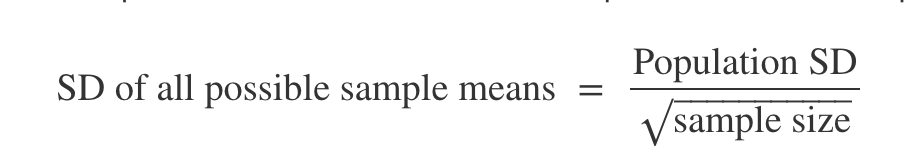 SD of all possible sample means = Population SD / √sample size